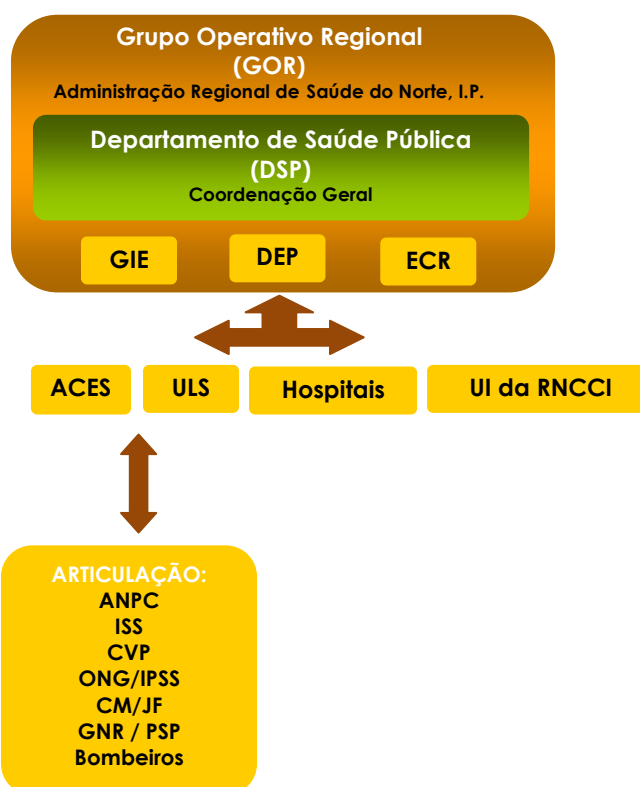 Grupo Operativo Regional
(GOR)
Administração Regional de Saúde do Norte, I.P.
Departamento de Saúde Pública
(DSP)
Coordenação Geral
GIE
DEP
ECR
ACES
ULS
Hospitais
UI da RNCCI
ARTICULAÇÃO:
ANPC
ISS
CVP
ONG/IPSS
CM/JF
GNR / PSP
Bombeiros